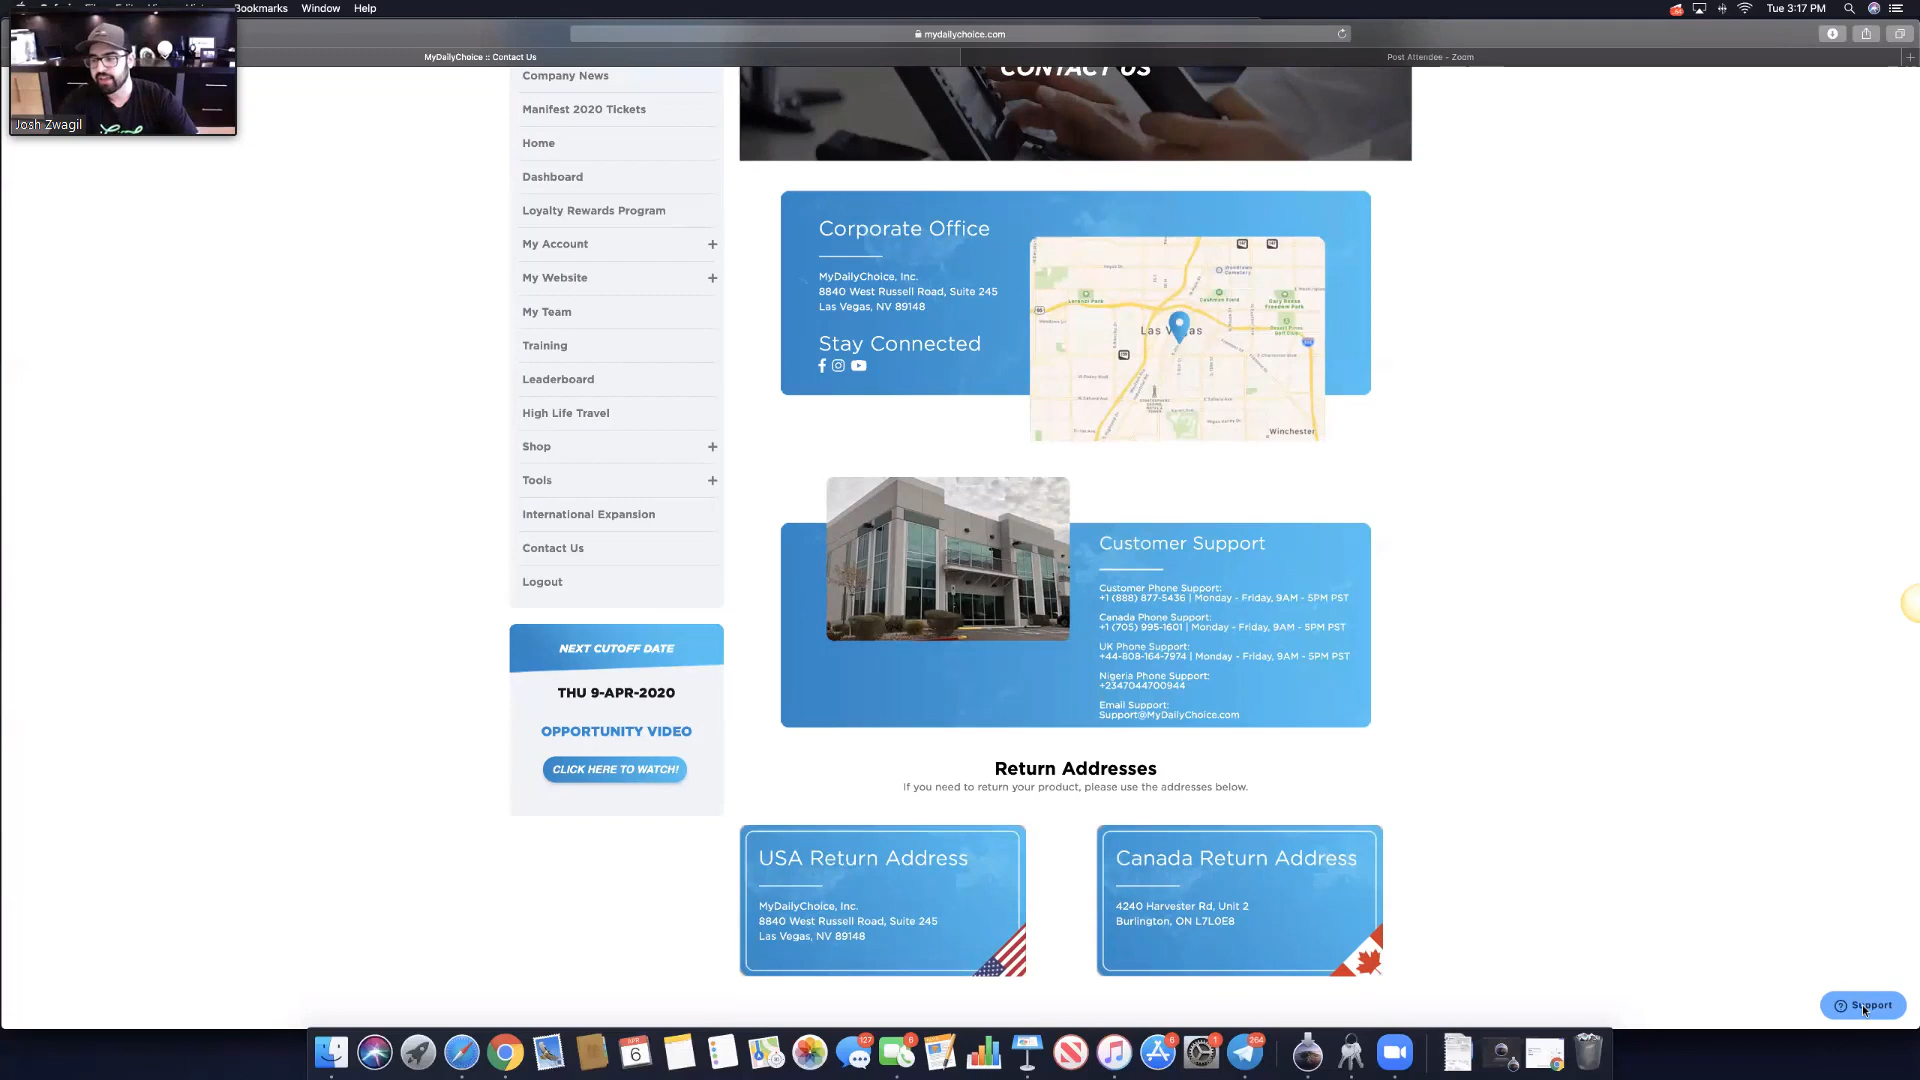 Bookmarks Window Help
Tue 3:17 PM
mydailychoice.com
MyDailyChoice :: Contact Us
Post Attendee - Zoom
Josh Zwagil
Company News
Manifest 2020 Tickets
Home
Dashboard
Loyalty Rewards Program
My Account +
My Website +
My Team
Training
Leaderboard
High Life Travel
Shop +
Tools +
International Expansion
Contact Us
Logout
NEXT CUTOFF DATE
THU 9-APR-2020
OPPORTUNITY VIDEO
CLICK HERE TO WATCH!
CONTACT US
Corporate Office
MyDailyChoice, Inc.
8840 West Russell Road, Suite 245
Las Vegas, NV 89148
Stay Connected
Winchester
Customer Support
Customer Phone Support:
+1 (888) 877-5436 | Monday - Friday, 9AM - 5PM PST
Canada Phone Support:
+1 (705) 995-1601 | Monday - Friday, 9AM - 5PM PST
UK Phone Support:
+44-808-164-7974 | Monday - Friday, 9AM - 5PM PST
Nigeria Phone Support:
+2347044700944
Email Support:
Support@MyDailyChoice.com
Return Addresses
If you need to return your product, please use the addresses below.
USA Return Address
MyDailyChoice, Inc.
8840 West Russell Road, Suite 245
Las Vegas, NV 89148
Canada Return Address
4240 Harvester Rd, Unit 2
Burlington, ON L7L0E8
Support
APR
6
127
6
6
1
264